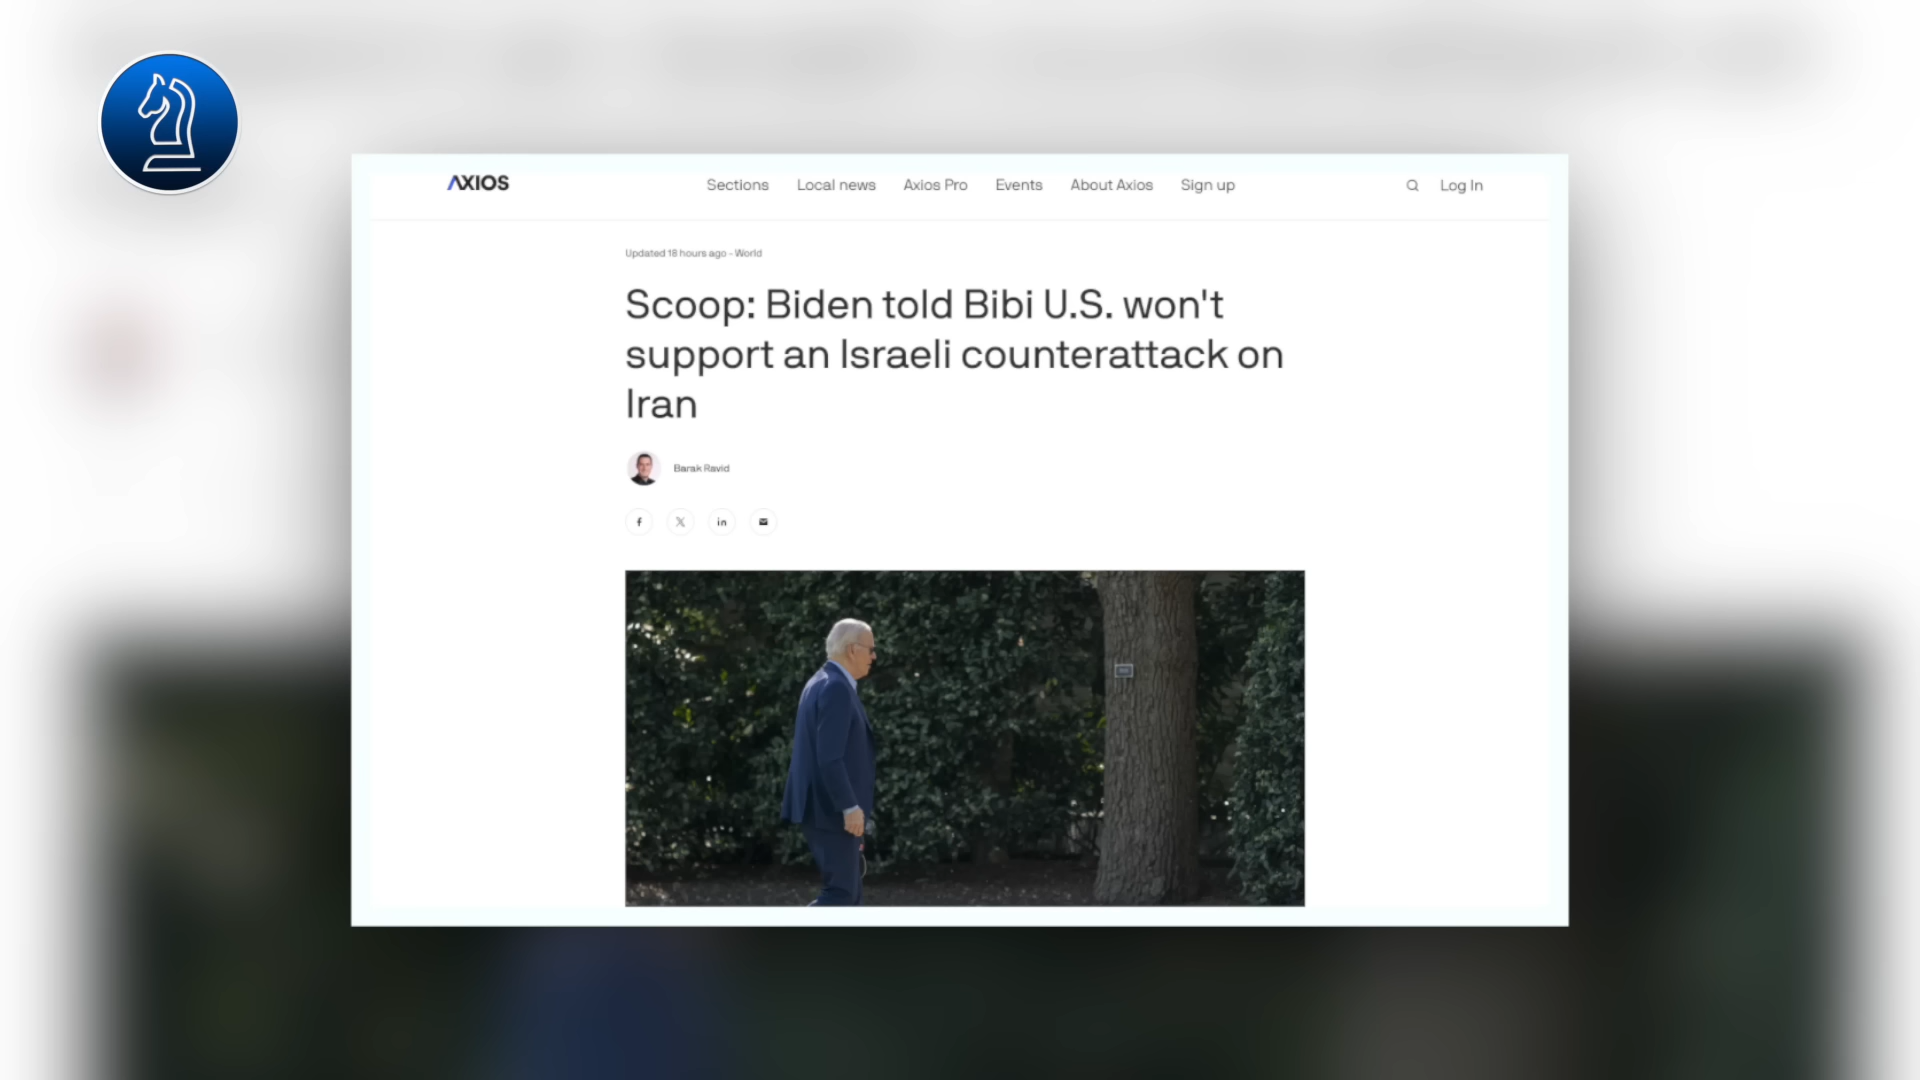 AXIOS
Sections Local news Axios Pro Events About Axios Sign up
Log In
Updated 18 hours ago - World
Scoop: Biden told Bibi U.S. won't
support an Israeli counterattack on
Iran
Barak Ravid